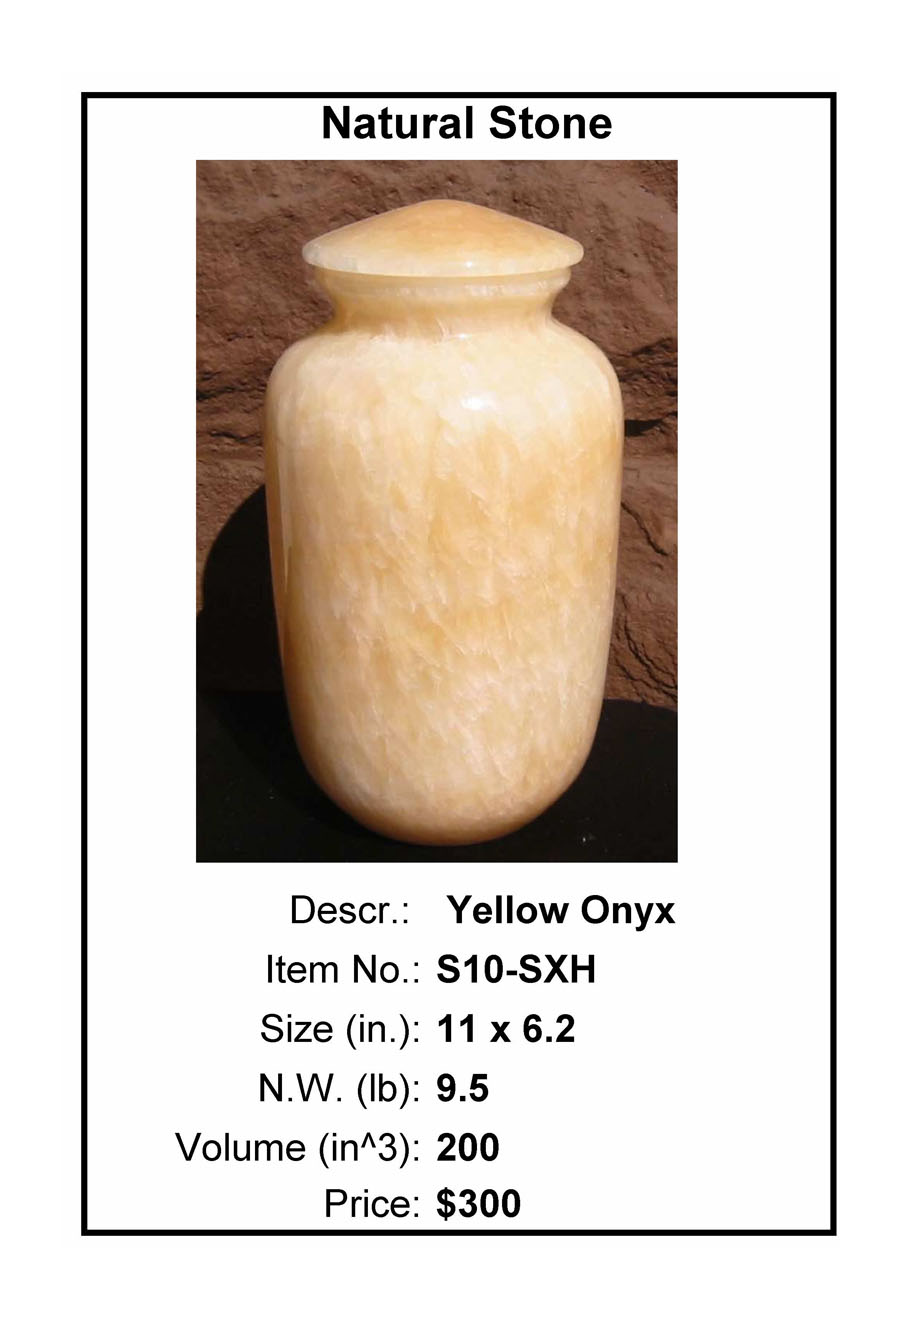 Natural Stone
Descr.: Yellow Onyx
Item No.: S10-SXH
Size (in.): 11 x 6.2
N.W. (lb): 9.5
Volume (in^3): 200
Price: $300